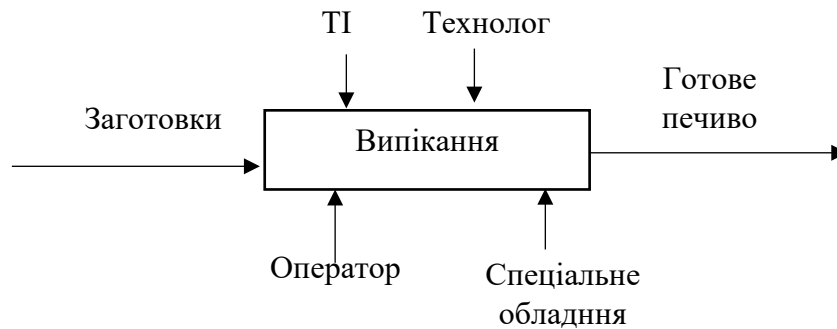 ТІ
Технолог
Готове
печиво
Заготовки
Випікання
Оператор
Спеціальне
обладння